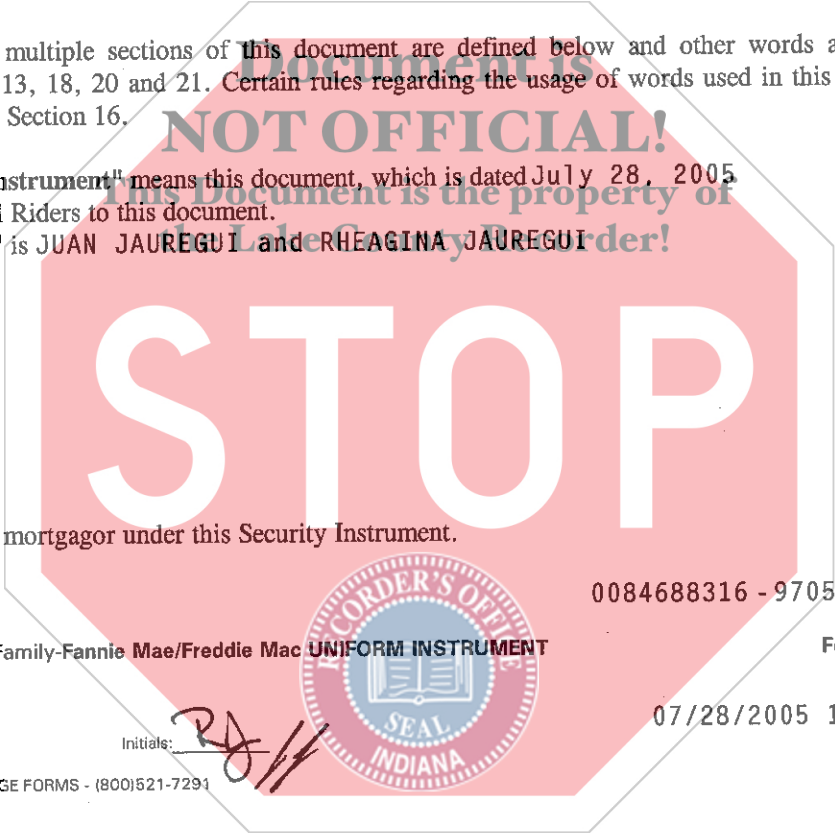 multiple sections of this document are defined below and other words a
13, 18, 20 and 21. Certain rules regarding the usage of words used in this
Section 16.
Document is
NOT OFFICIAL!
This Document is the property of
the Lake County Recorder!
nstrument" means this document, which is dated July 28, 2005
Riders to this document.
" is JUAN JAUREGUI and RHEAGINA JAUREGUI
STOP
mortgagor under this Security Instrument.
0084688316 - 9705
Family-Fannie Mae/Freddie Mac UNIFORM INSTRUMENT
RECORDER'S OFFICE
SEAL
INDIANA
07/28/2005 1
Initials: RJ JJ
GE FORMS - (800)521-7291